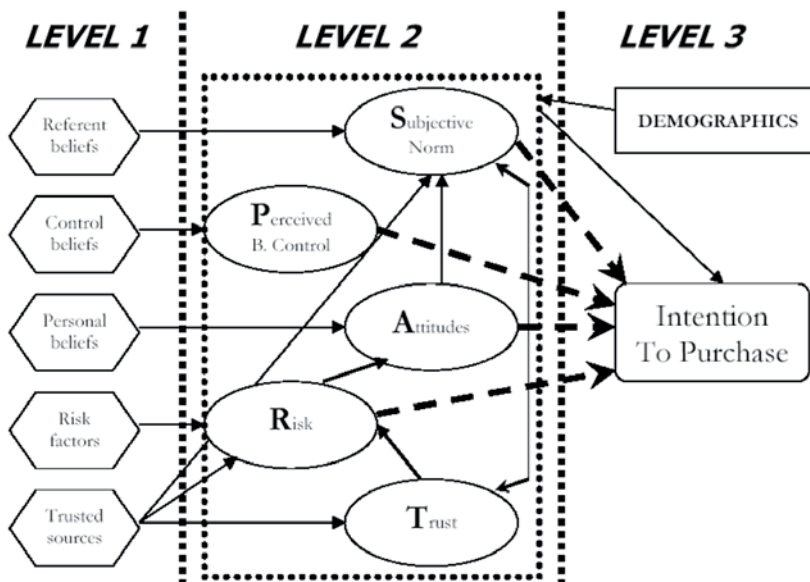 LEVEL 1
LEVEL 2
LEVEL 3
Referent
beliefs
Subjective
Norm
DEMOGRAPHICS
Control
beliefs
Perceived
B. Control
Personal
beliefs
Attitudes
Intention
To Purchase
Risk
factors
Risk
Trusted
sources
Trust